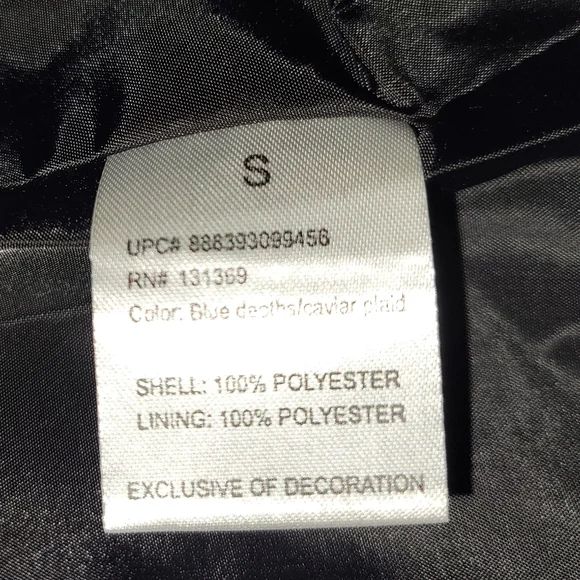 S
UPC# 888393099456
RN# 131369
Color: Blue depths/caviar plaid
SHELL: 100% POLYESTER
LINING: 100% POLYESTER
EXCLUSIVE OF DECORATION